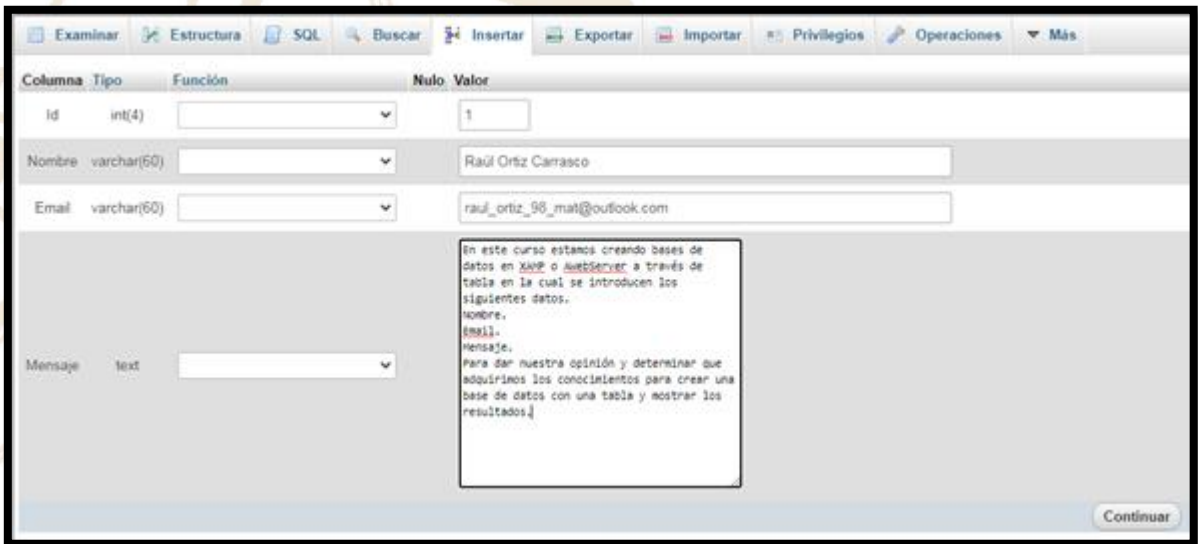 Examinar Estructura SQL Buscar Insertar Exportar Importar Privilegios Operaciones Más
Columna Tipo Función Nulo Valor
Id int(4) 1
Nombre varchar(60) Raúl Ortiz Carrasco
Email varchar(60) raul_ortiz_98_mat@outlook.com
En este curso estamos creando bases de
datos en XAMP o AwebServer a través de
tabla en la cual se introducen los
siguientes datos.
Nombre.
Email.
Mensaje.
Mensaje text
Para dar nuestra opinión y determinar que
adquirimos los conocimientos para crear una
base de datos con una tabla y mostrar los
resultados.
Continuar